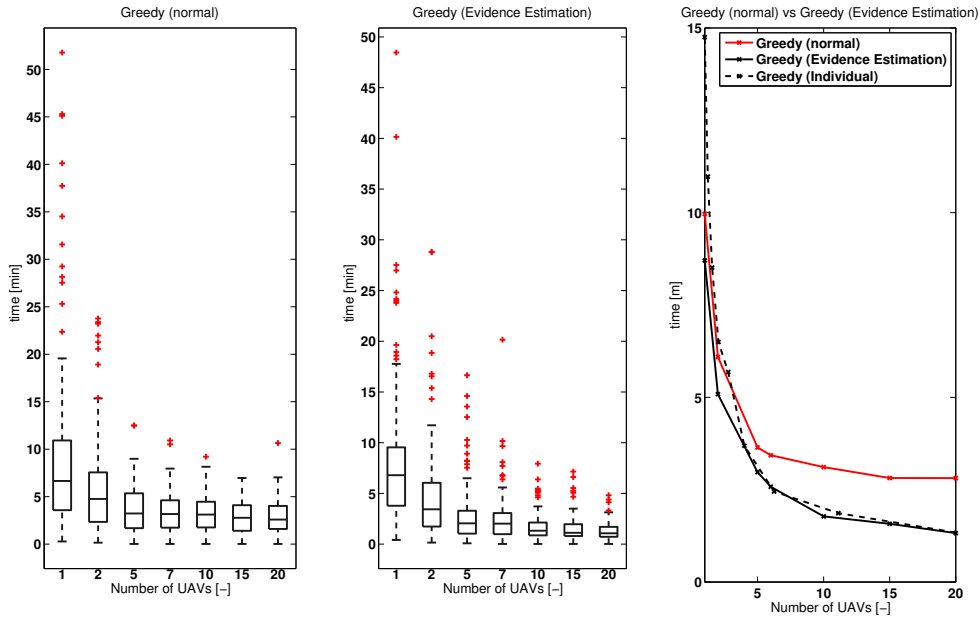 Greedy (normal)
50
45
40
35
30
25
20
15
10
5
0
time [min]
1 2 5 7 10 15 20
Number of UAVs [−]
Greedy (Evidence Estimation)
50
45
40
35
30
25
20
15
10
5
0
time [min]
1 2 5 7 10 15 20
Number of UAVs [−]
Greedy (normal) vs Greedy (Evidence Estimation)
Greedy (normal)
Greedy (Evidence Estimation)
Greedy (Individual)
15
10
5
0
time [m]
5 10 15 20
Number of UAVs [−]